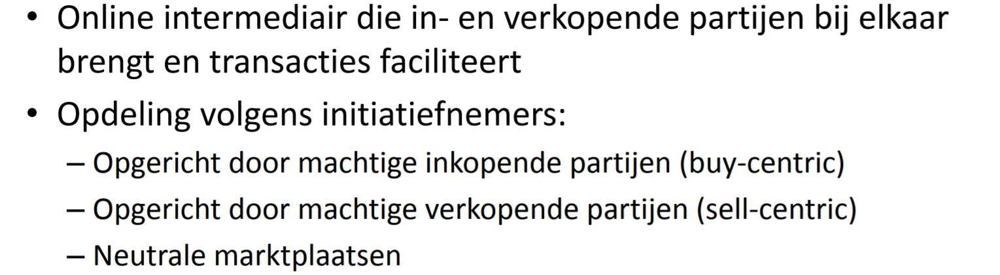 • Online intermediair die in- en verkopende partijen bij elkaar
brengt en transacties faciliteert
• Opdeling volgens initiatiefnemers:
– Opgericht door machtige inkopende partijen (buy-centric)
– Opgericht door machtige verkopende partijen (sell-centric)
– Neutrale marktplaatsen